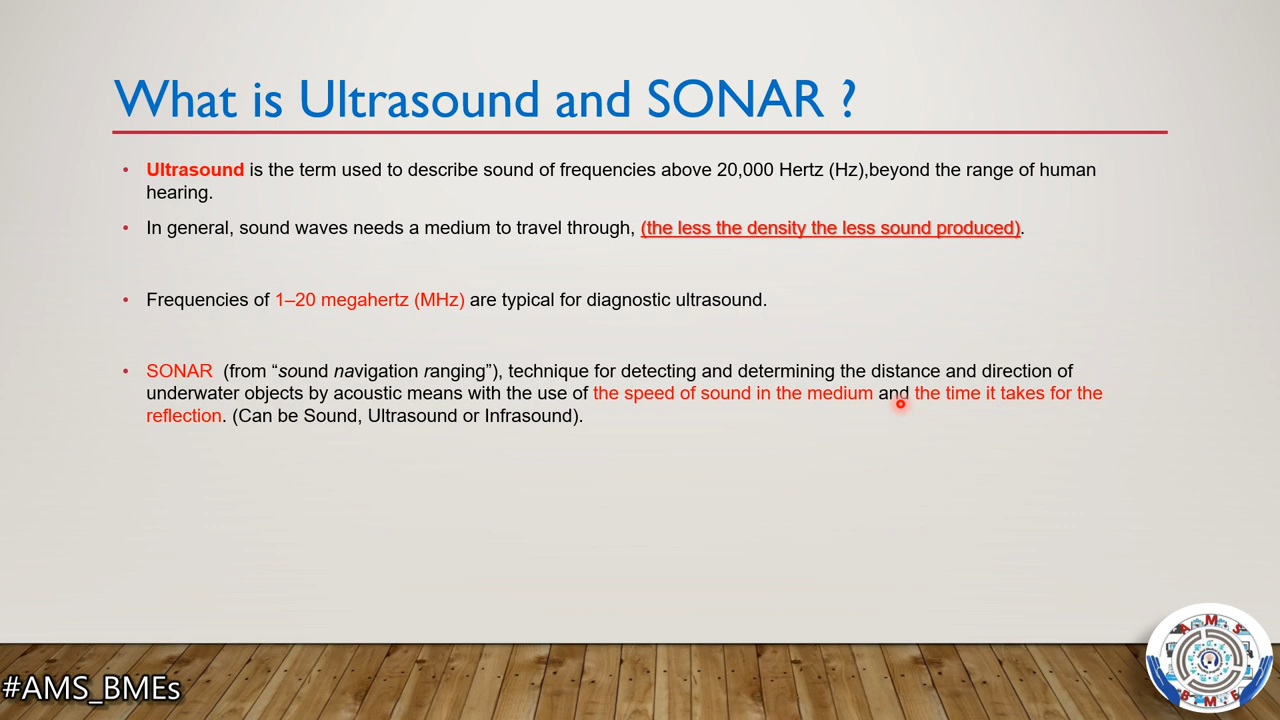 What is Ultrasound and SONAR ?
• Ultrasound is the term used to describe sound of frequencies above 20,000 Hertz (Hz),beyond the range of human
hearing.
• In general, sound waves needs a medium to travel through, (the less the density the less sound produced).
• Frequencies of 1–20 megahertz (MHz) are typical for diagnostic ultrasound.
• SONAR (from “sound navigation ranging”), technique for detecting and determining the distance and direction of
underwater objects by acoustic means with the use of the speed of sound in the medium and the time it takes for the
reflection. (Can be Sound, Ultrasound or Infrasound).
#AMS_BMEs
AMS
BME